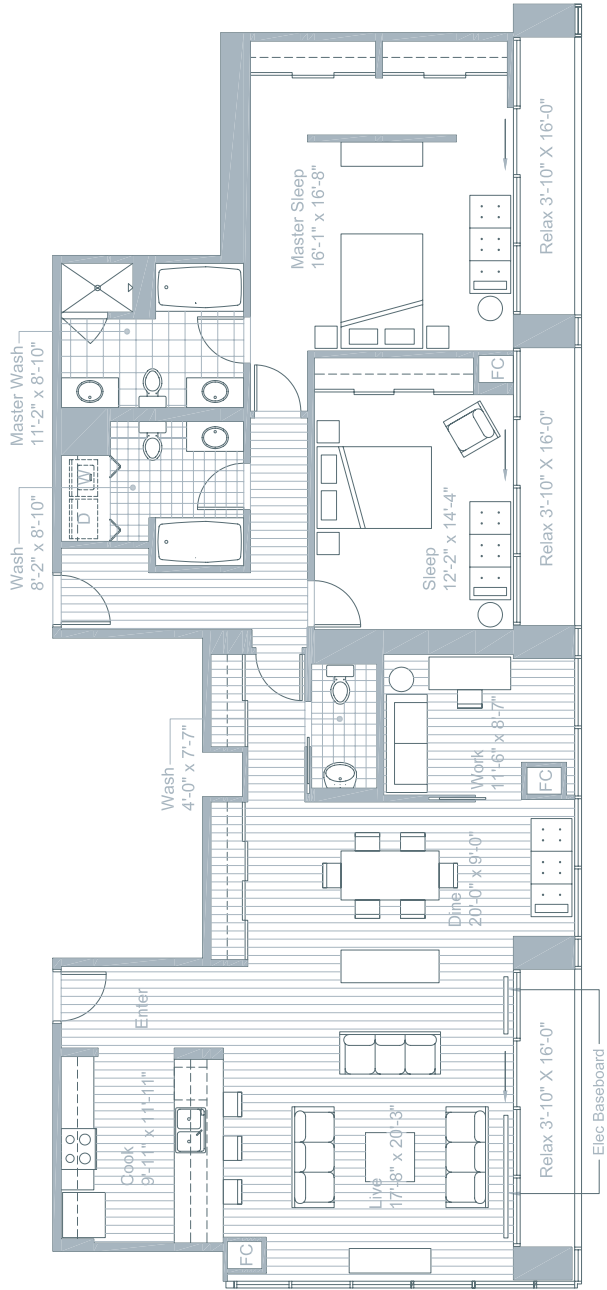 Master Wash
11'-2" x 8'-10"
Wash
8'-2" x 8'-10"
D
W
Master Sleep
16'-1" x 16'-8"
Relax 3'-10" X 16'-0"
FC
Sleep
12'-2" x 14'-4"
Relax 3'-10" X 16'-0"
Wash
4'-0" x 7'-7"
Work
11'-6" x 8'-7"
FC
Dine
20'-0" x 9'-0"
Enter
Cook
9'-11" x 11'-11"
Live
17'-8" x 20'-3"
FC
Relax 3'-10" X 16'-0"
Elec Baseboard